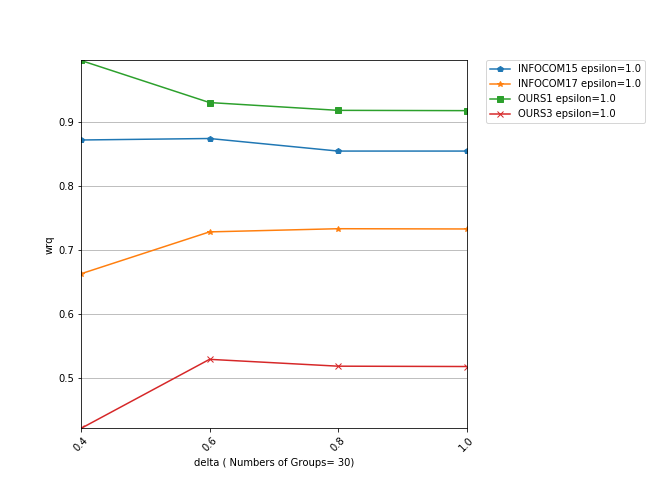 INFOCOM15 epsilon=1.0
INFOCOM17 epsilon=1.0
OURS1 epsilon=1.0
OURS3 epsilon=1.0
0.9
0.8
0.7
0.6
0.5
wrq
0.4
0.6
0.8
1.0
delta ( Numbers of Groups= 30)